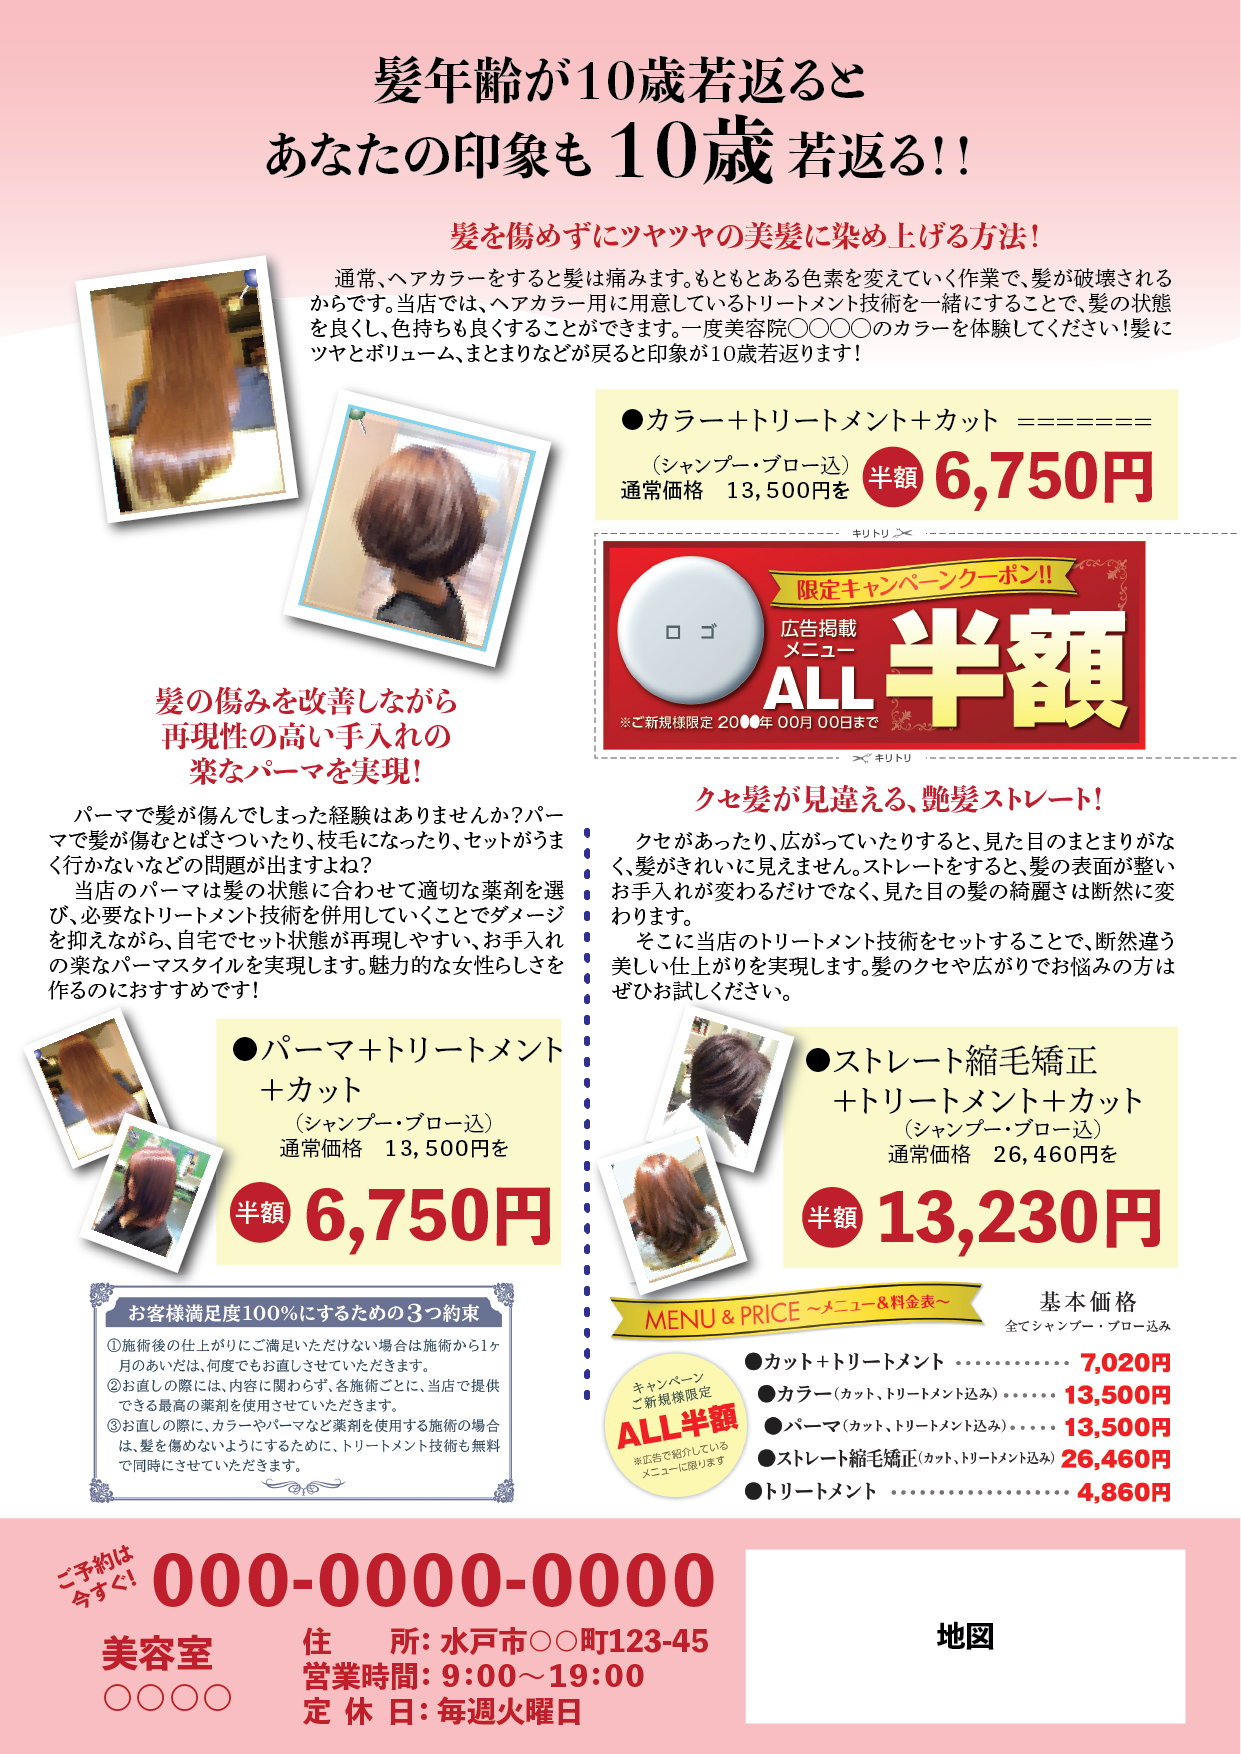 髪年齢が10歳若返ると
あなたの印象も10歳若返る!!
髪を傷めずにツヤツヤの美髪に染め上げる方法！
通常、ヘアカラーをすると髪は痛みます。もともとある色素を変えていく作業で、髪が破壊される
からです。当店では、ヘアカラー用に用意しているトリートメント技術を一緒にすることで、髪の状態
を良くし、色持ちも良くすることができます。一度美容院〇〇〇〇のカラーを体験してください！髪に
ツヤとボリューム、まとまりなどが戻ると印象が10歳若返ります！
●カラー＋トリートメント＋カット =======
（シャンプー・ブロー込）
通常価格　13,500円を
半額 6,750円
キリトリ
限定キャンペーンクーポン!!
ロゴ
広告掲載
メニュー
ALL
半額
※ご新規様限定 20●●年 00月 00日まで
キリトリ
髪の傷みを改善しながら
再現性の高い手入れの
楽なパーマを実現！
パーマで髪が傷んでしまった経験はありませんか？パー
マで髪が傷むとぱさついたり、枝毛になったり、セットがうま
く行かないなどの問題が出ますよね？
当店のパーマは髪の状態に合わせて適切な薬剤を選
び、必要なトリートメント技術を併用していくことでダメージ
を抑えながら、自宅でセット状態が再現しやすい、お手入れ
の楽なパーマスタイルを実現します。魅力的な女性らしさを
作るのにおすすめです！
●パーマ＋トリートメント
＋カット
（シャンプー・ブロー込）
通常価格　13,500円を
半額 6,750円
クセ髪が見違える、艶髪ストレート！
クセがあったり、広がっていたりすると、見た目のまとまりがな
く、髪がきれいに見えません。ストレートをすると、髪の表面が整い
お手入れが変わるだけでなく、見た目の髪の綺麗さは断然に変
わります。
そこに当店のトリートメント技術をセットすることで、断然違う
美しい仕上がりを実現します。髪のクセや広がりでお悩みの方は
ぜひお試しください。
●ストレート縮毛矯正
＋トリートメント＋カット
（シャンプー・ブロー込）
通常価格　26,460円を
半額 13,230円
お客様満足度100%にするための3つ約束
①施術後の仕上がりにご満足いただけない場合は施術から1ヶ
月のあいだは、何度でもお直しさせていただきます。
②お直しの際には、内容に関わらず、各施術ごとに、当店で提供
できる最高の薬剤を使用させていただきます。
③お直しの際に、カラーやパーマなど薬剤を使用する施術の場合
は、髪を傷めないようにするために、トリートメント技術も無料
で同時にさせていただきます。
MENU & PRICE ～メニュー&料金表～
基本価格
全てシャンプー・ブロー込み
キャンペーン
ご新規様限定
ALL半額
※広告で紹介している
メニューに限ります
●カット＋トリートメント ………… 7,020円
●カラー（カット、トリートメント込み）…… 13,500円
●パーマ（カット、トリートメント込み）…… 13,500円
●ストレート縮毛矯正（カット、トリートメント込み） 26,460円
●トリートメント ………………… 4,860円
ご予約は
今すぐ！
000-0000-0000
美容室
〇〇〇〇
住　　所：水戸市○○町123-45
営業時間：9:00～19:00
定 休 日：毎週火曜日
地図